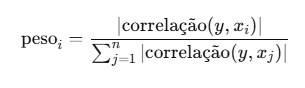 peso_i = |correlação(y, x_i)| / ∑_{j=1}^{n} |correlação(y, x_j)|